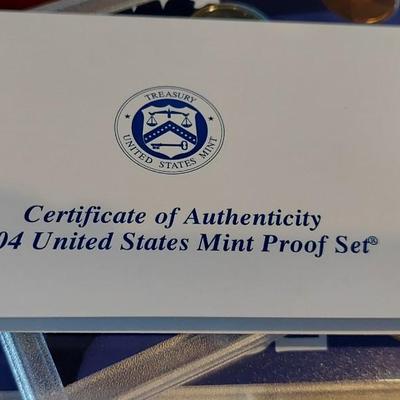 TREASURY
UNITED STATES MINT
Certificate of Authenticity
04 United States Mint Proof Set®